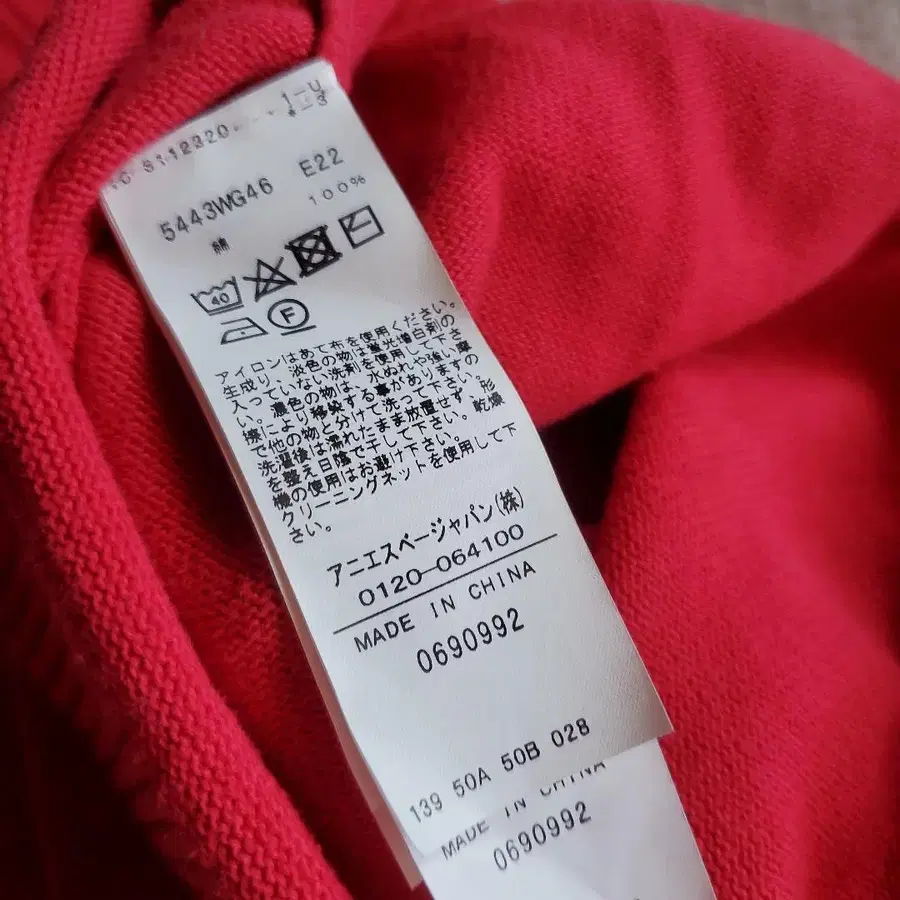 5443WG46 E22
綿 100%
40
F
アイロンはあて布を使用ください。
生成り、淡色の物は蛍光増白剤の
入っていない洗剤を使用して下さ
い。濃色の物は、水ぬれや強い摩
擦により移染する事がありますの
で他の物と分けて洗って下さい。
洗濯後は濡れたまま放置せず、形
を整え日陰で干して下さい。乾燥
機の使用はお避け下さい。
クリーニングネットを使用して下
さい。
アニエスベージャパン(株)
0120-064100
MADE IN CHINA
0690992
139 50A 50B 028
MADE IN CHINA
0690992